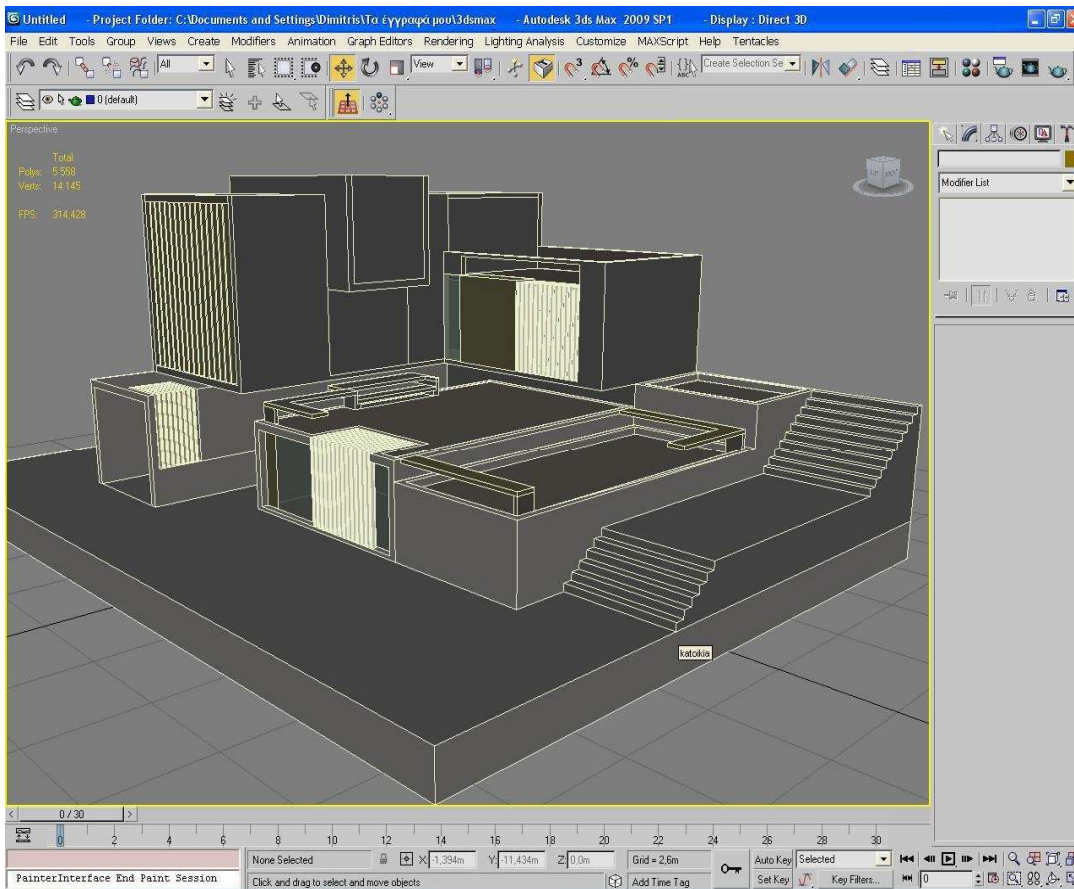 Untitled - Project Folder: C:\Documents and Settings\Dimitris\Τα έγγραφά μου\3dsmax - Autodesk 3ds Max 2009 SP1 - Display : Direct 3D
File Edit Tools Group Views Create Modifiers Animation Graph Editors Rendering Lighting Analysis Customize MAXScript Help Tentacles
All View Create Selection Se
0 (default)
Perspective
Total
Polys: 5 558
Verts: 14 145
FPS: 314,428
Modifier List
katoikia
0 / 30
0 2 4 6 8 10 12 14 16 18 20 22 24 26 28 30
None Selected X: -1,394m Y: -11,434m Z: 0,0m Grid = 2,6m Auto Key Selected
PainterInterface End Paint Session Click and drag to select and move objects Add Time Tag Set Key Key Filters... 0